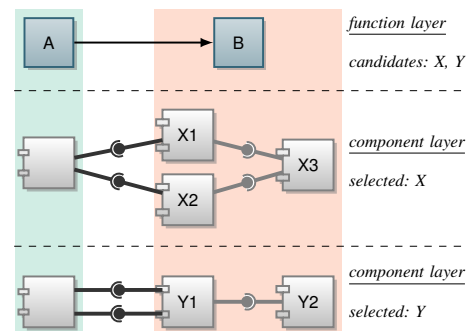 A
B
function layer
candidates: X, Y
X1
X2
X3
component layer
selected: X
Y1
Y2
component layer
selected: Y